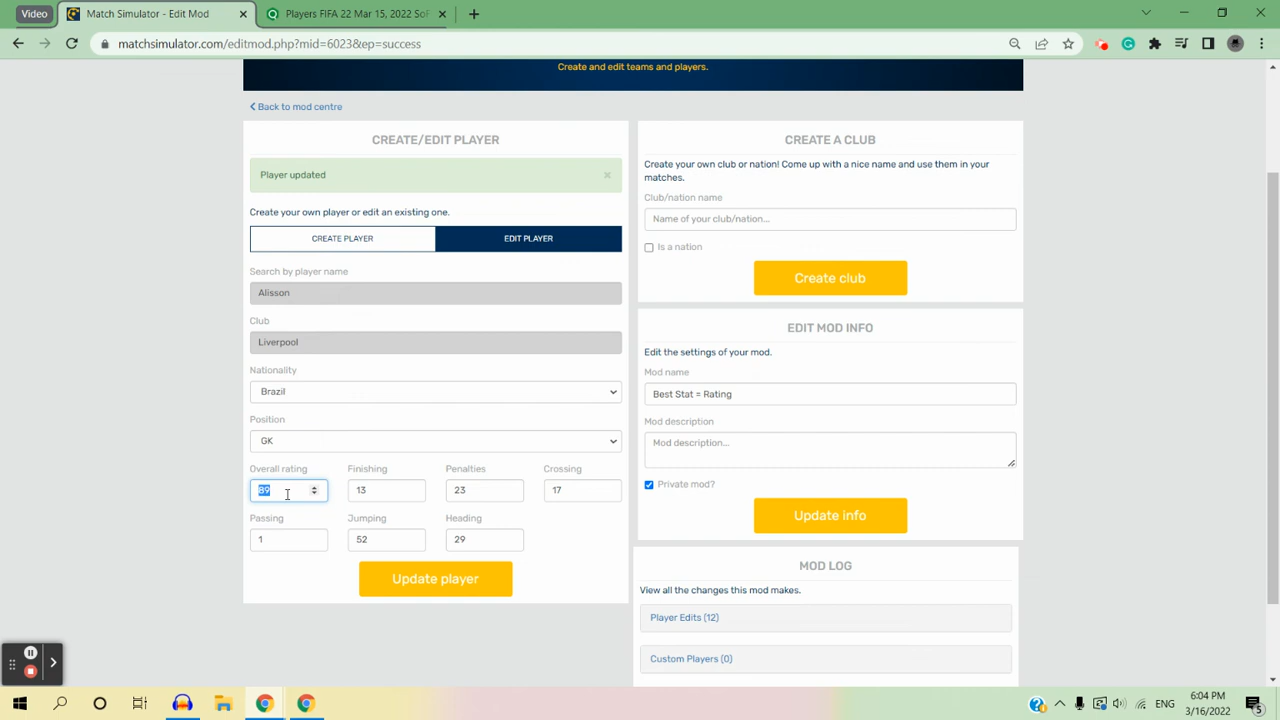 Video
Match Simulator - Edit Mod
Players FIFA 22 Mar 15, 2022 SoF
matchsimulator.com/editmod.php?mid=6023&ep=success
Create and edit teams and players.
Back to mod centre
CREATE/EDIT PLAYER
Player updated
Create your own player or edit an existing one.
CREATE PLAYER
EDIT PLAYER
Search by player name
Alisson
Club
Liverpool
Nationality
Brazil
Position
GK
Overall rating Finishing Penalties Crossing
89 13 23 17
Passing Jumping Heading
1 52 29
Update player
CREATE A CLUB
Create your own club or nation! Come up with a nice name and use them in your
matches.
Club/nation name
Name of your club/nation...
Is a nation
Create club
EDIT MOD INFO
Edit the settings of your mod.
Mod name
Best Stat = Rating
Mod description
Mod description...
Private mod?
Update info
MOD LOG
View all the changes this mod makes.
Player Edits (12)
Custom Players (0)
ENG
6:04 PM
3/16/2022
5